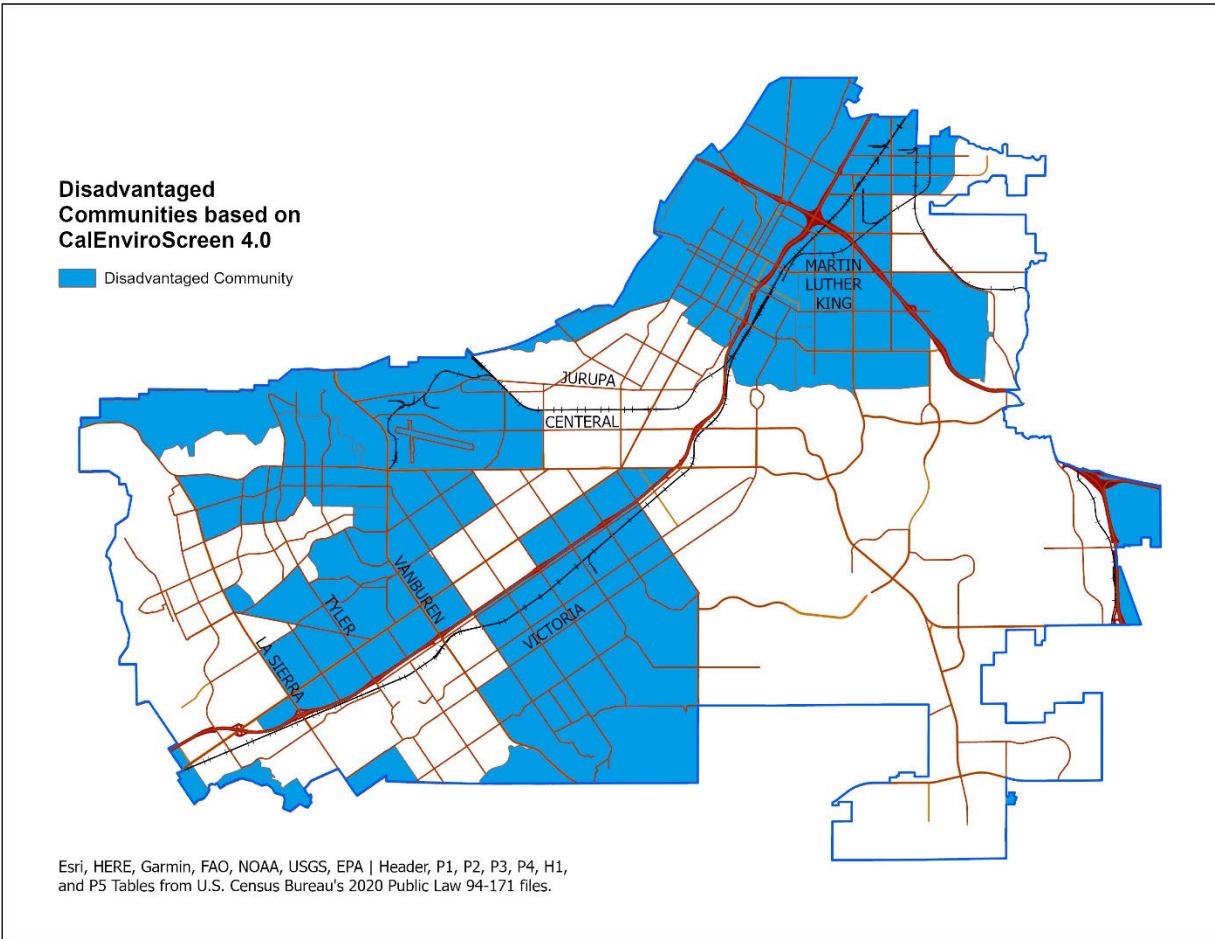 Disadvantaged
Communities based on
CalEnviroScreen 4.0
Disadvantaged Community
MARTIN
LUTHER
KING
JURUPA
CENTERAL
VANBUREN
TYLER
VICTORIA
LA SIERRA
Esri, HERE, Garmin, FAO, NOAA, USGS, EPA | Header, P1, P2, P3, P4, H1,
and P5 Tables from U.S. Census Bureau's 2020 Public Law 94-171 files.